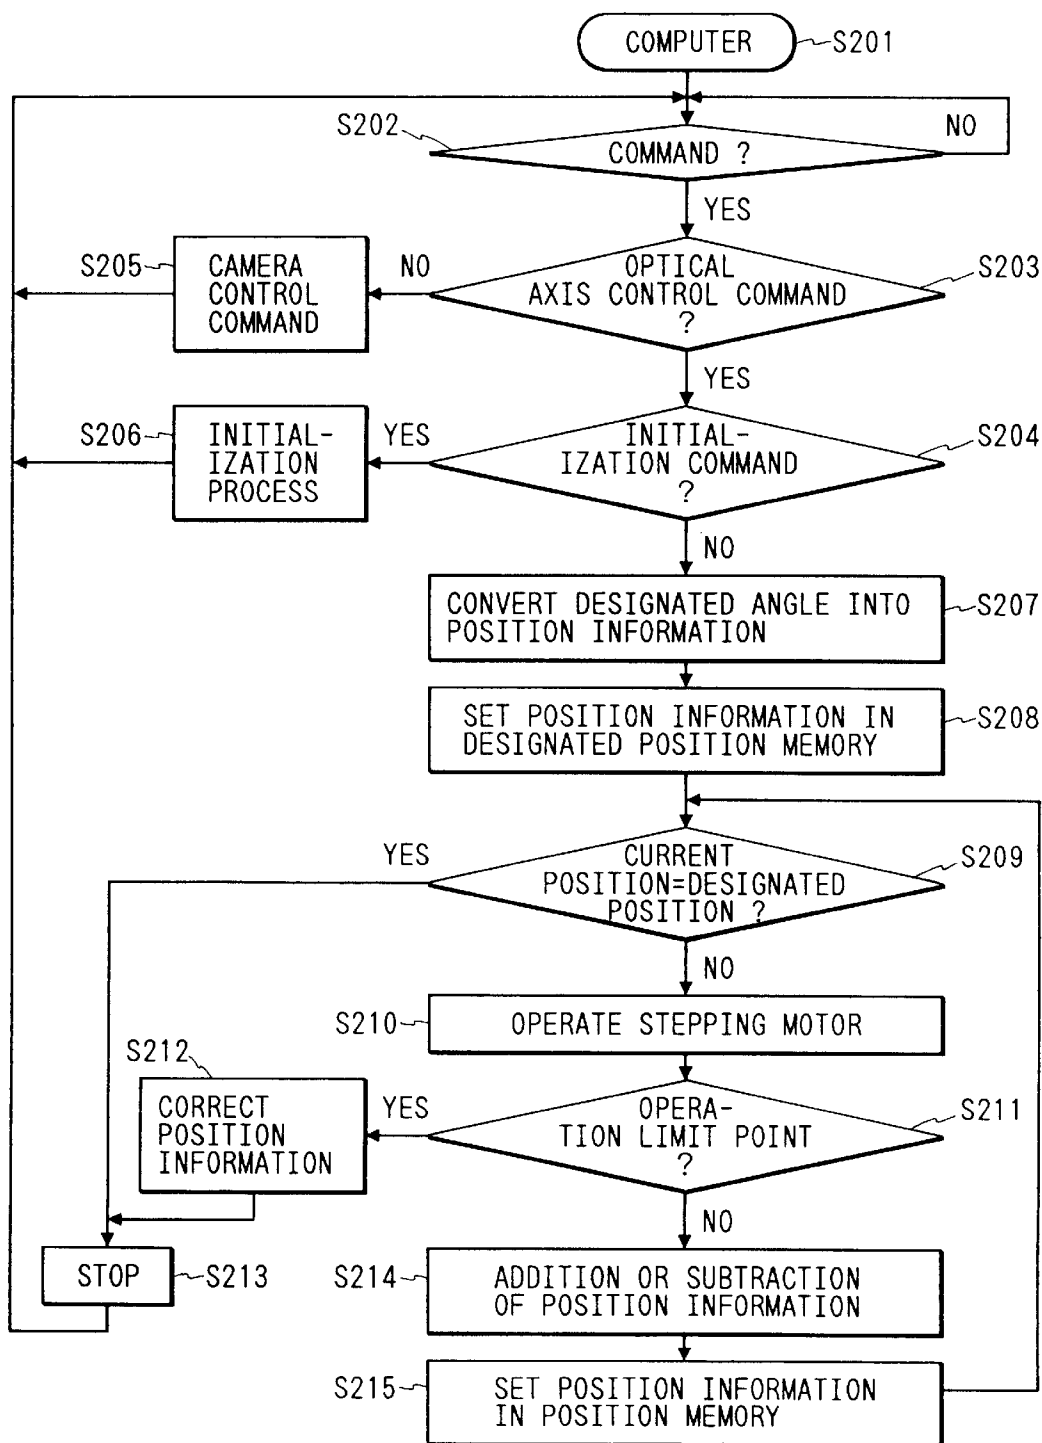 COMPUTER
S201
S202
COMMAND ?
NO
YES
S205
CAMERA
CONTROL
COMMAND
NO
OPTICAL
AXIS CONTROL COMMAND
?
S203
YES
S206
INITIAL-
IZATION
PROCESS
YES
INITIAL-
IZATION COMMAND
?
S204
NO
CONVERT DESIGNATED ANGLE INTO
POSITION INFORMATION
S207
SET POSITION INFORMATION IN
DESIGNATED POSITION MEMORY
S208
YES
CURRENT
POSITION=DESIGNATED
POSITION ?
S209
NO
S210
OPERATE STEPPING MOTOR
S212
CORRECT
POSITION
INFORMATION
YES
OPERA-
TION LIMIT POINT
?
S211
NO
STOP
S213
S214
ADDITION OR SUBTRACTION
OF POSITION INFORMATION
S215
SET POSITION INFORMATION
IN POSITION MEMORY